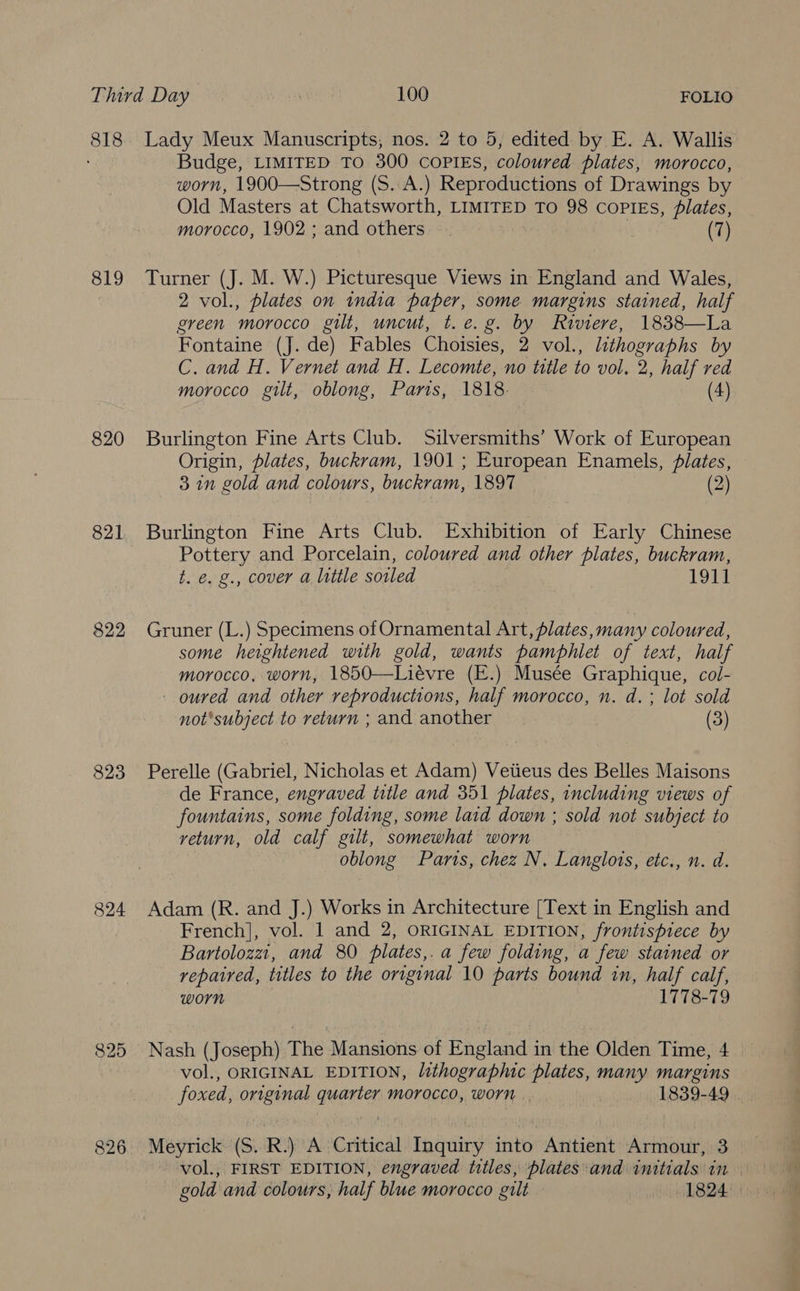 Third Day 100 FOLIO
818 Lady Meux Manuscripts, nos. 2 to 5, edited by E. A. Wallis
Budge, LIMITED TO 300 COPIES, coloured plates, morocco,
worn, 1900—Strong (S. A.) Reproductions of Drawings by
Old Masters at Chatsworth, LIMITED TO 98 COPIES, plates,
morocco, 1902 ; and others (7)
819 Turner (J. M. W.) Picturesque Views in England and Wales,
2 vol., plates on india paper, some margins stained, half
green morocco gilt, uncut, t. e. g. by Riviere, 1838—La
Fontaine (J. de) Fables Choisies, 2 vol., lithographs by
C. and H. Vernet and H. Lecomte, no title to vol. 2, half red
morocco gilt, oblong, Paris, 1818 (4)
820 Burlington Fine Arts Club. Silversmiths' Work of European
Origin, plates, buckram, 1901 ; European Enamels, plates,
3 in gold and colours, buckram, 1897 (2)
821 Burlington Fine Arts Club. Exhibition of Early Chinese
Pottery and Porcelain, coloured and other plates, buckram,
t. e. g., cover a little soiled 1911
822 Gruner (L.) Specimens of Ornamental Art, plates, many coloured,
some heightened with gold, wants pamphlet of text, half
morocco, worn, 1850—Liévre (E.) Musée Graphique, col-
oured and other reproductions, half morocco, n. d. ; lot sold
not subject to return ; and another (3)
823 Perelle (Gabriel, Nicholas et Adam) Veüeus des Belles Maisons
de France, engraved title and 351 plates, including views of
fountains, some folding, some laid down ; sold not subject to
return, old calf gilt, somewhat worn
oblong Paris, chez N. Langlois, etc., n. d.
824 Adam (R. and J.) Works in Architecture [Text in English and
French], vol. 1 and 2, ORIGINAL EDITION, frontispiece by
Bartolozzi, and 80 plates, a few folding, a few stained or
repaired, titles to the original 10 parts bound in, half calf,
worn 1778-79
825 Nash (Joseph) The Mansions of England in the Olden Time, 4
vol., ORIGINAL EDITION, lithographic plates, many margins
foxed, original quarter morocco, worn 1839-49
826 Meyrick (S. R.) A Critical Inquiry into Antient Armour, 3
vol., FIRST EDITION, engraved titles, plates and initials in
gold and colours, half blue morocco gilt 1824